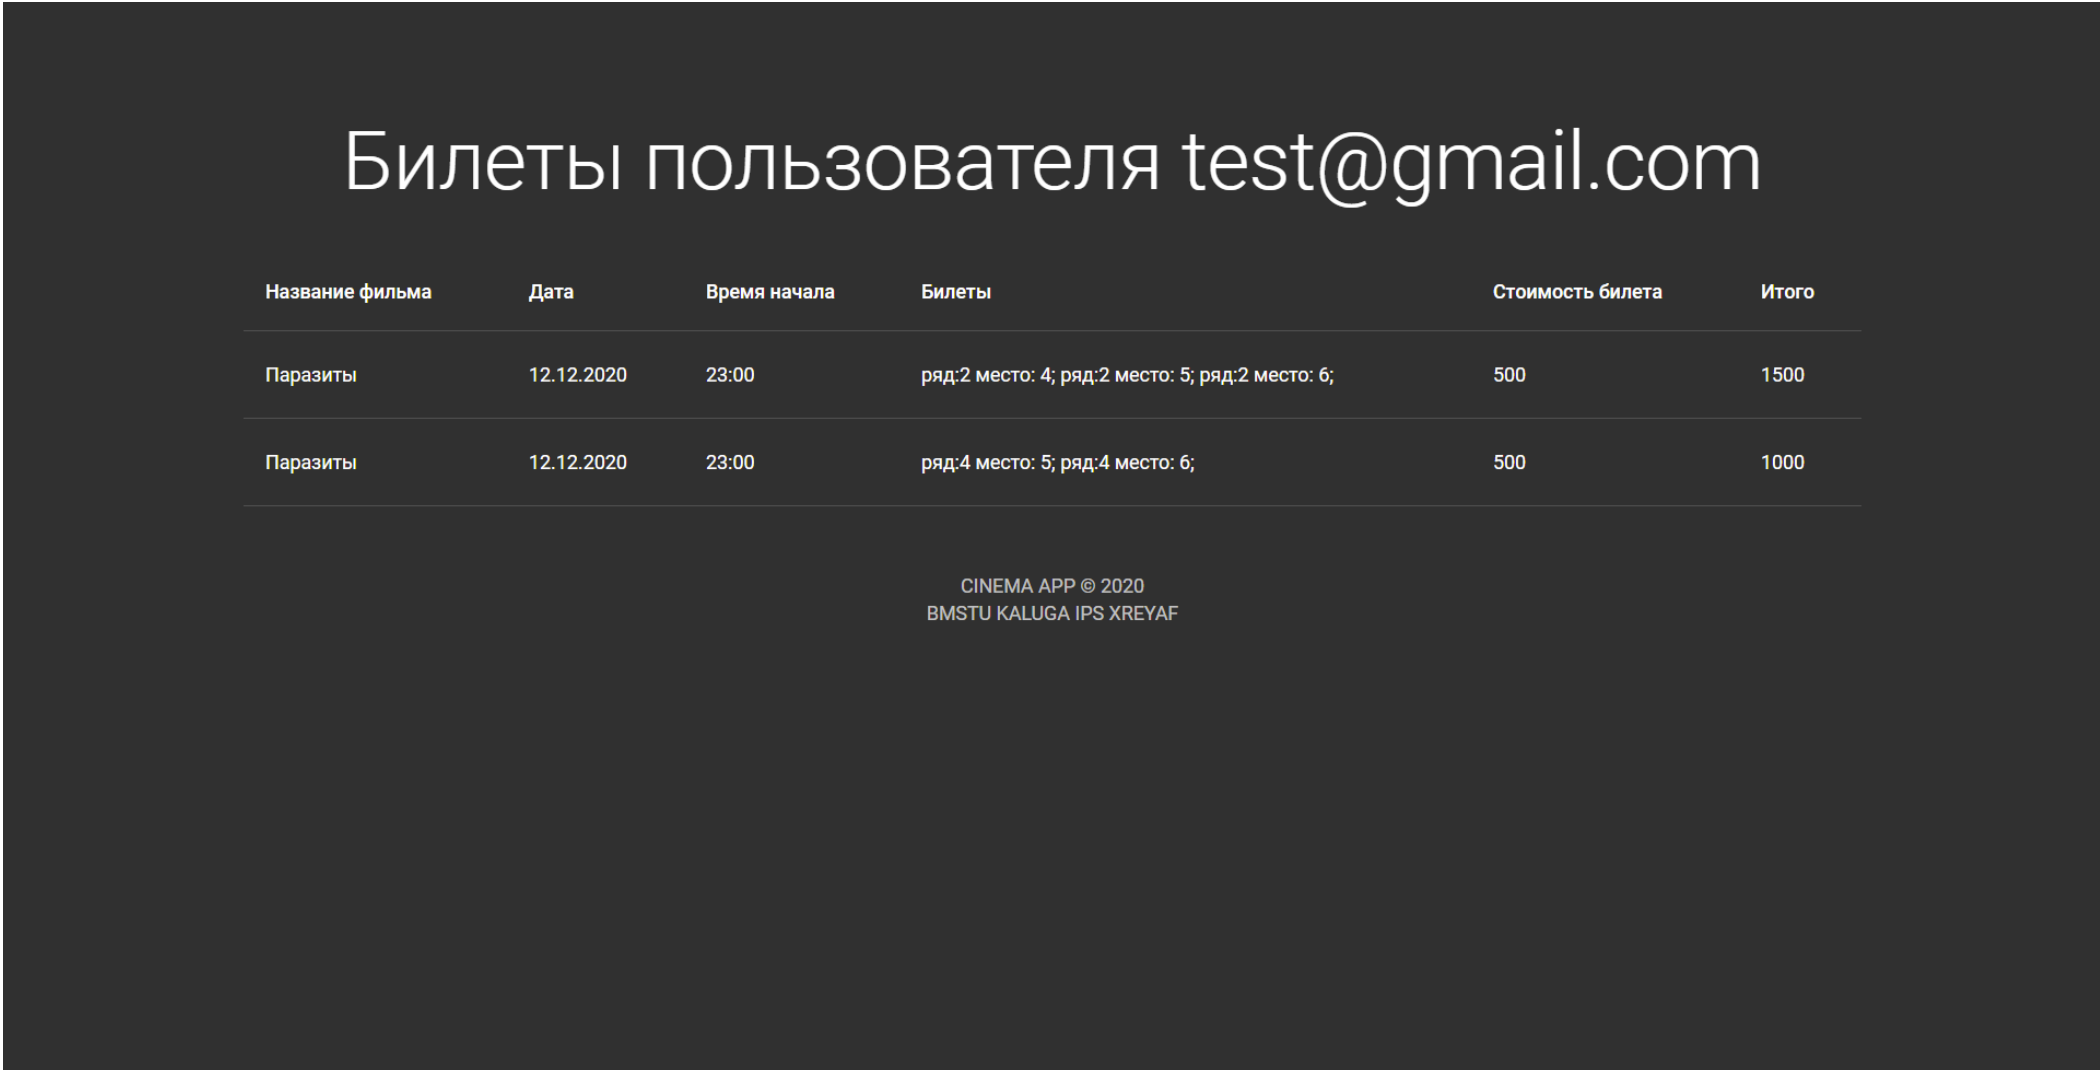 Билеты пользователя test@gmail.com
Название фильма Дата Время начала Билеты Стоимость билета Итого
Паразиты 12.12.2020 23:00 ряд:2 место: 4; ряд:2 место: 5; ряд:2 место: 6; 500 1500
Паразиты 12.12.2020 23:00 ряд:4 место: 5; ряд:4 место: 6; 500 1000
CINEMA APP © 2020
BMSTU KALUGA IPS XREYAF